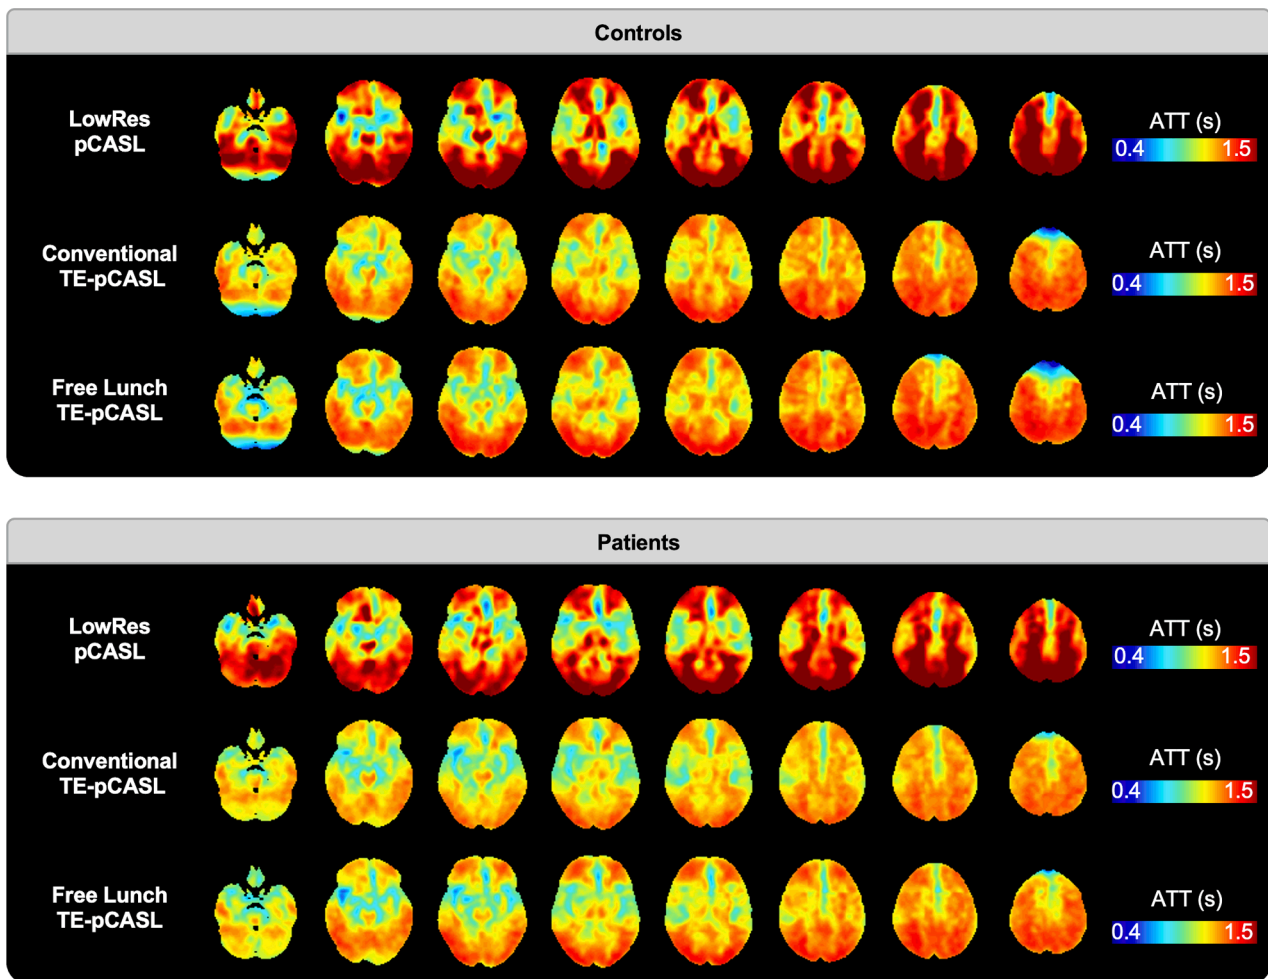 Controls
LowRes
pCASL
ATT (s)
0.4 1.5
Conventional
TE-pCASL
ATT (s)
0.4 1.5
Free Lunch
TE-pCASL
ATT (s)
0.4 1.5
Patients
LowRes
pCASL
ATT (s)
0.4 1.5
Conventional
TE-pCASL
ATT (s)
0.4 1.5
Free Lunch
TE-pCASL
ATT (s)
0.4 1.5